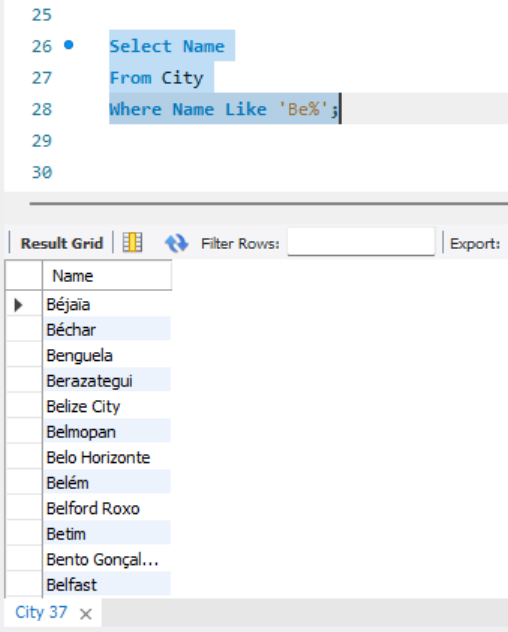 25
26 Select Name
27 From City
28 Where Name Like 'Be%';
29
30
Result Grid Filter Rows: Export:
Name
Béjaïa
Béchar
Benguela
Berazategui
Belize City
Belmopan
Belo Horizonte
Belém
Belford Roxo
Betim
Bento Gonçal...
Belfast
City 37 ×